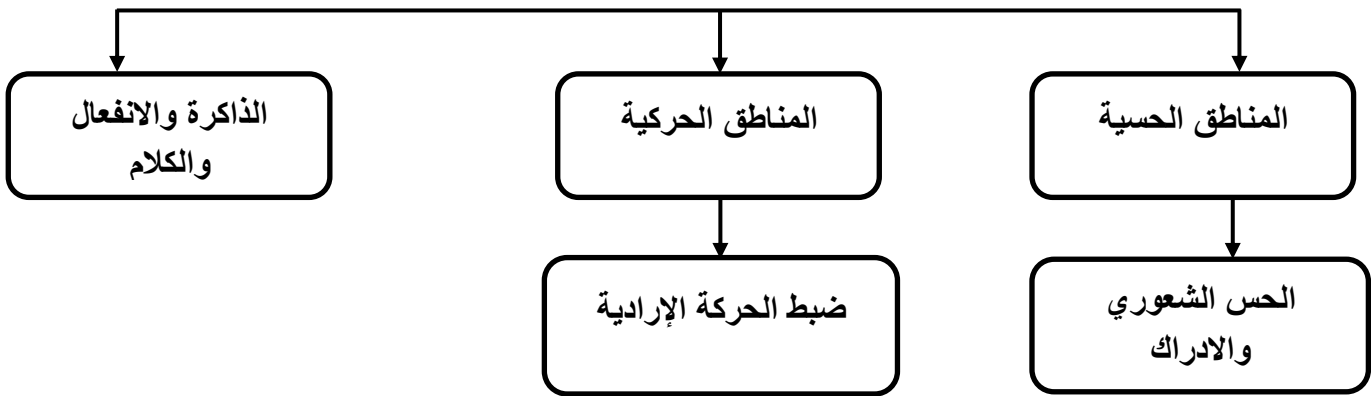 المناطق الحسية
المناطق الحركية
الذاكرة والانفعال
والكلام
الحس الشعوري
والادراك
ضبط الحركة الإرادية